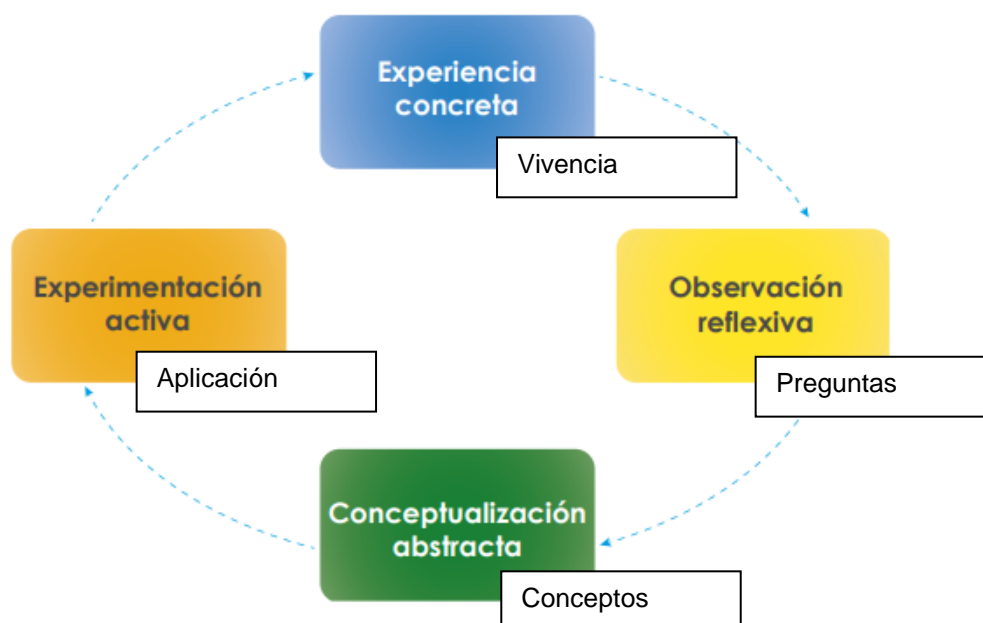 Experiencia
concreta
Vivencia
Observación
reflexiva
Preguntas
Conceptualización
abstracta
Conceptos
Experimentación
activa
Aplicación